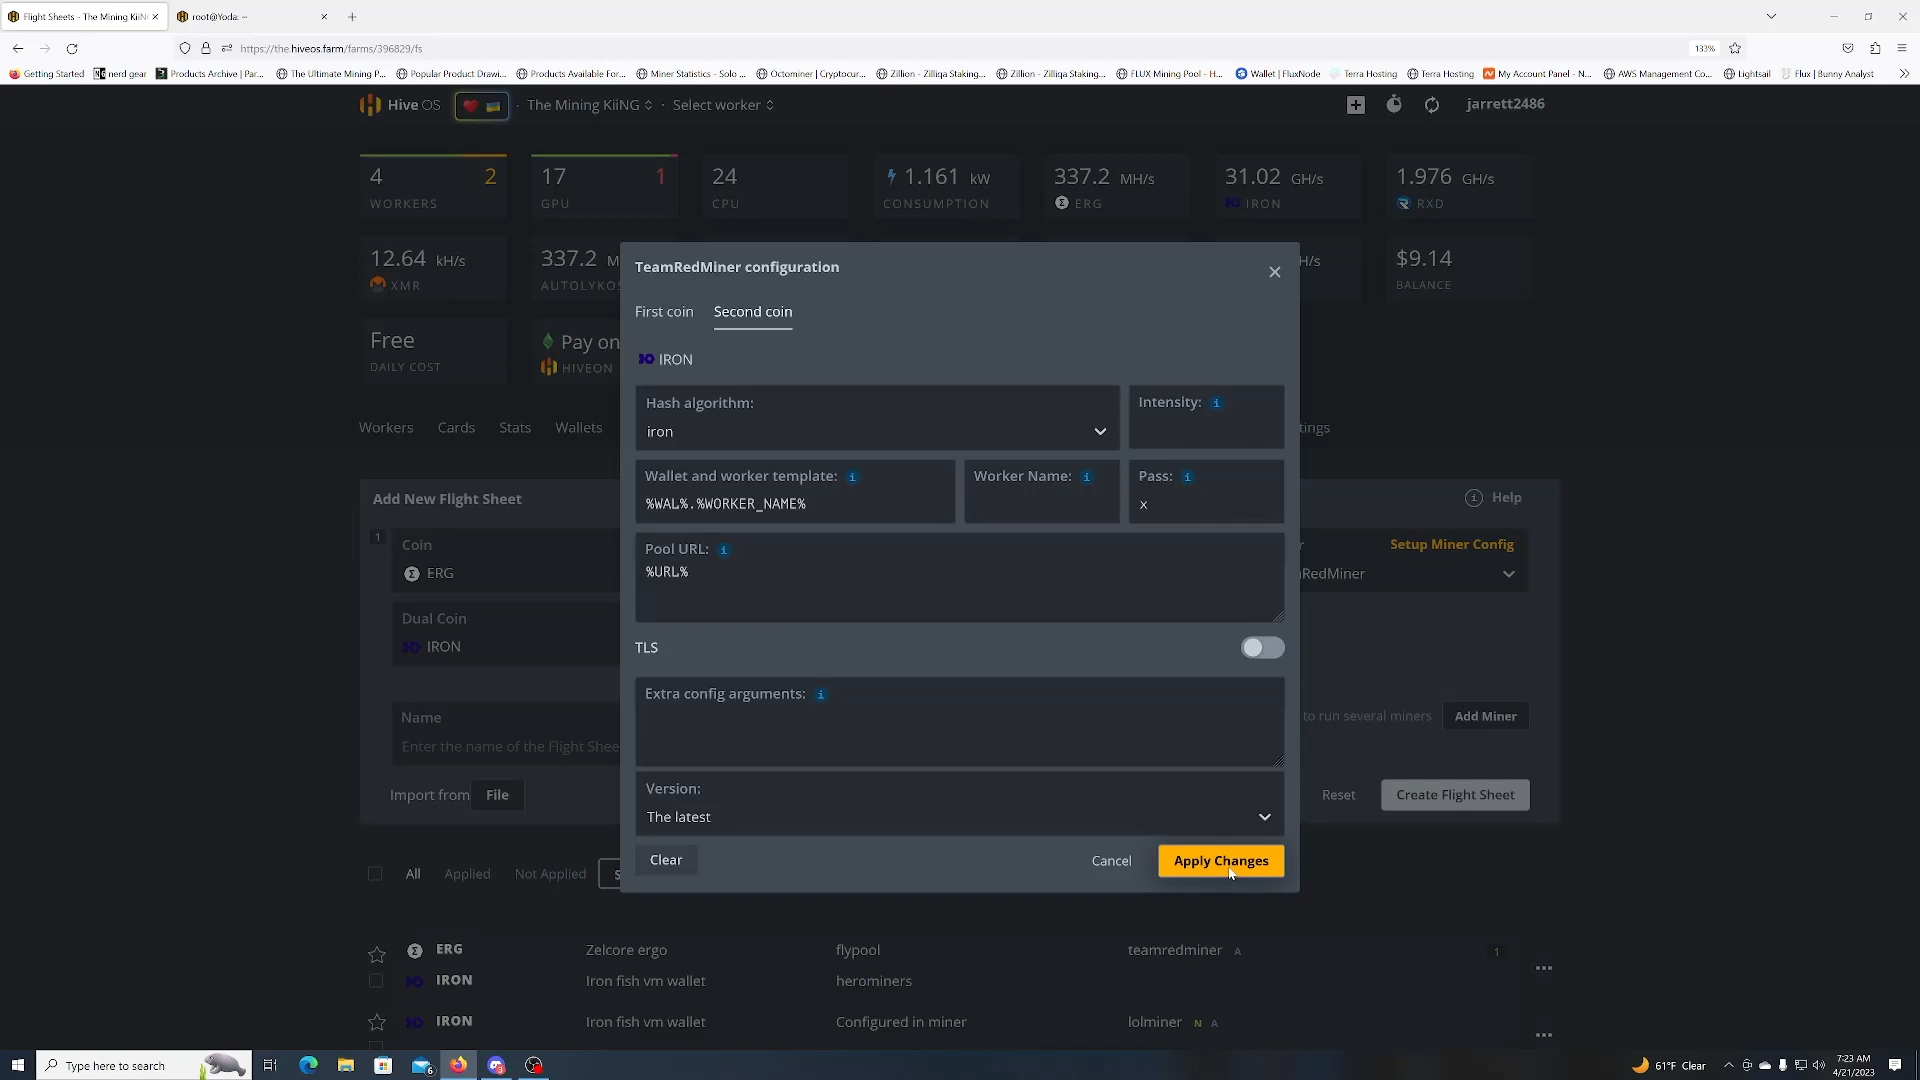 Flight Sheets - The Mining KiiNG
root@Yoda: ~
https://the.hiveos.farm/farms/396829/fs
133%
Getting Started
nerd gear
Products Archive | Par...
The Ultimate Mining P...
Popular Product Drawi...
Products Available For...
Miner Statistics - Solo ...
Octominer | Cryptocur...
Zillion - Zilliqa Staking...
Zillion - Zilliqa Staking...
FLUX Mining Pool - H...
Wallet | FluxNode
Terra Hosting
Terra Hosting
My Account Panel - N...
AWS Management Co...
Lightsail
Flux | Bunny Analyst
Hive OS
The Mining KiiNG
Select worker
jarrett2486
4 2
WORKERS
17 1
GPU
24
CPU
1.161 kW
CONSUMPTION
337.2 MH/s
ERG
31.02 GH/s
IRON
1.976 GH/s
RXD
12.64 kH/s
XMR
337.2 M
AUTOLYKOS
H/s
$9.14
BALANCE
Free
DAILY COST
Pay on
HIVEON
Workers
Cards
Stats
Wallets
tings
TeamRedMiner configuration
First coin
Second coin
IRON
Hash algorithm:
iron
Intensity:
Wallet and worker template:
%WAL%.%WORKER_NAME%
Worker Name:
Pass:
x
Pool URL:
%URL%
TLS
Extra config arguments:
Version:
The latest
Clear
Cancel
Apply Changes
Add New Flight Sheet
Help
1
Coin
ERG
r
Setup Miner Config
RedMiner
Dual Coin
IRON
Name
Enter the name of the Flight Shee
to run several miners
Add Miner
Import from
File
Reset
Create Flight Sheet
All
Applied
Not Applied
S
ERG
Zelcore ergo
flypool
teamredminer A
1
IRON
Iron fish vm wallet
herominers
IRON
Iron fish vm wallet
Configured in miner
lolminer N A
Type here to search
6
3
61°F Clear
7:23 AM
4/21/2023